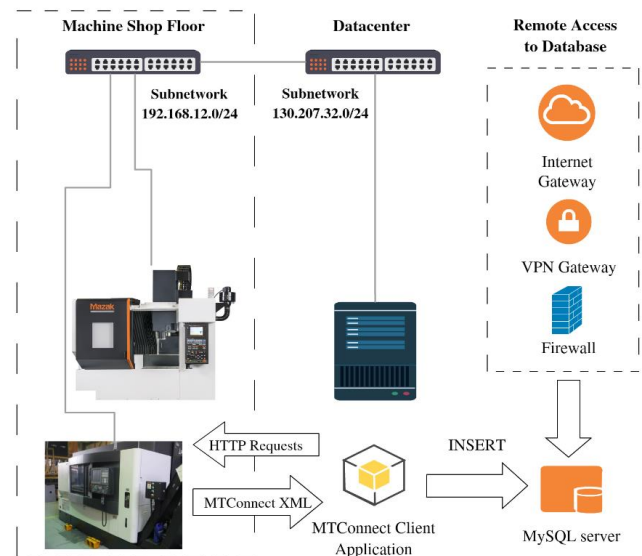 Machine Shop Floor
Datacenter
Remote Access
to Database
Subnetwork
192.168.12.0/24
Subnetwork
130.207.32.0/24
Internet
Gateway
VPN Gateway
Firewall
Mazak
HTTP Requests
MTConnect XML
MTConnect Client
Application
INSERT
MySQL server